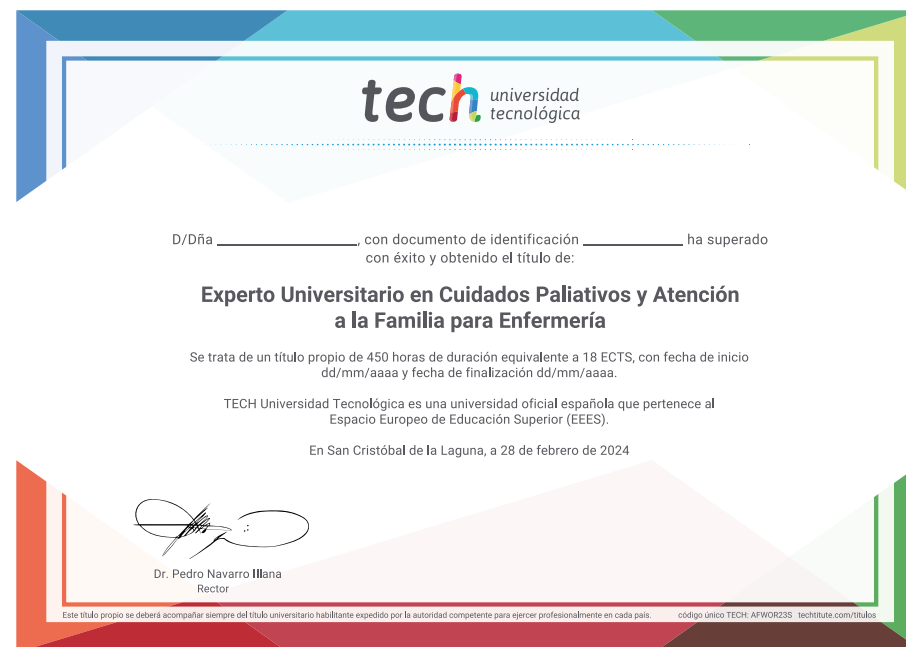 tech universidad
tecnológica
D/Dña ____________________, con documento de identificación ______________ ha superado
con éxito y obtenido el título de:
Experto Universitario en Cuidados Paliativos y Atención
a la Familia para Enfermería
Se trata de un título propio de 450 horas de duración equivalente a 18 ECTS, con fecha de inicio
dd/mm/aaaa y fecha de finalización dd/mm/aaaa.
TECH Universidad Tecnológica es una universidad oficial española que pertenece al
Espacio Europeo de Educación Superior (EEES).
En San Cristóbal de la Laguna, a 28 de febrero de 2024
Dr. Pedro Navarro Illana
Rector
Este título propio se deberá acompañar siempre del título universitario habilitante expedido por la autoridad competente para ejercer profesionalmente en cada país. código único TECH: AFWOR23S techtitute.com/titulos